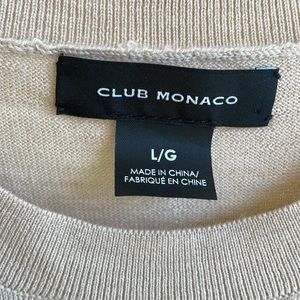 CLUB MONACO
L/G
MADE IN CHINA/
FABRIQUÉ EN CHINE